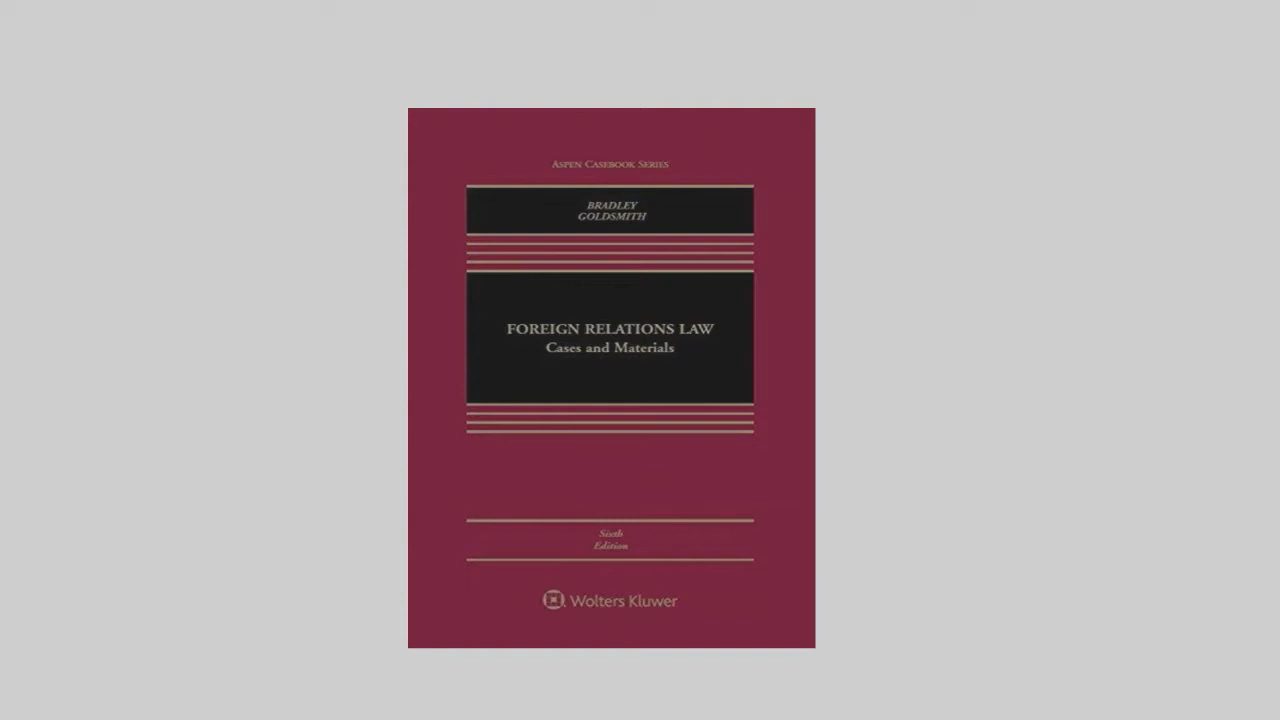 ASPEN CASEBOOK SERIES
BRADLEY
GOLDSMITH
FOREIGN RELATIONS LAW
Cases and Materials
Sixth
Edition
Wolters Kluwer